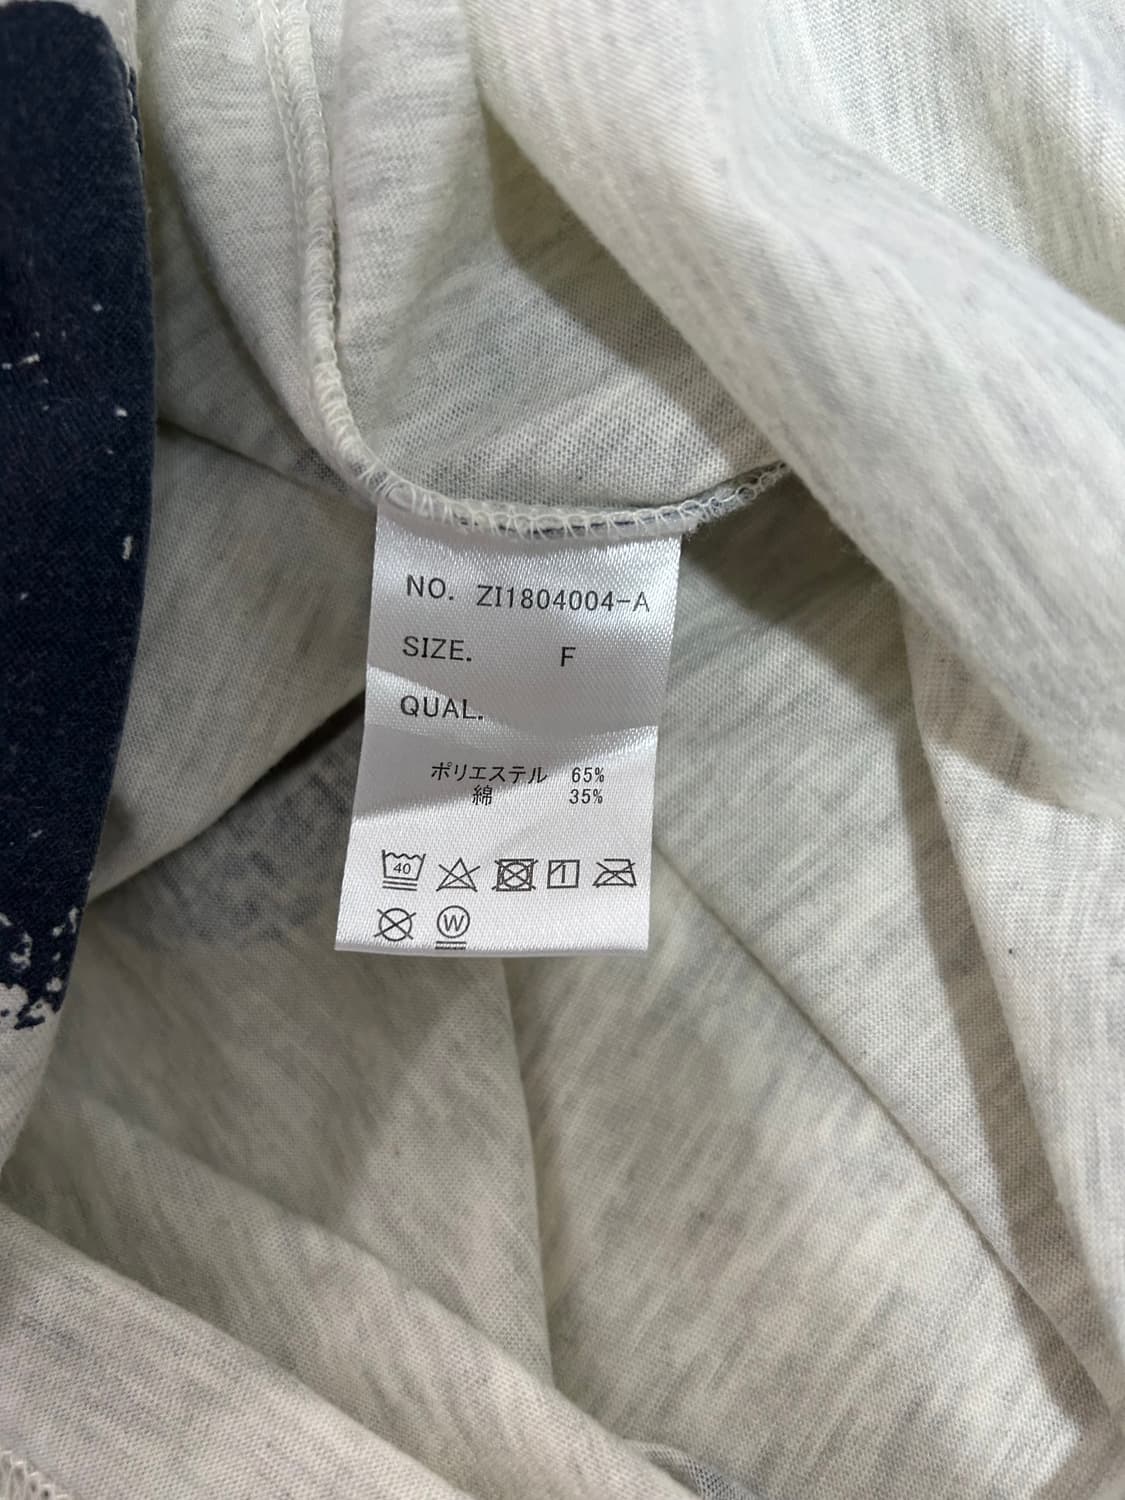 NO. ZI1804004-A
SIZE. F
QUAL.
ポリエステル 65%
綿 35%
40
W